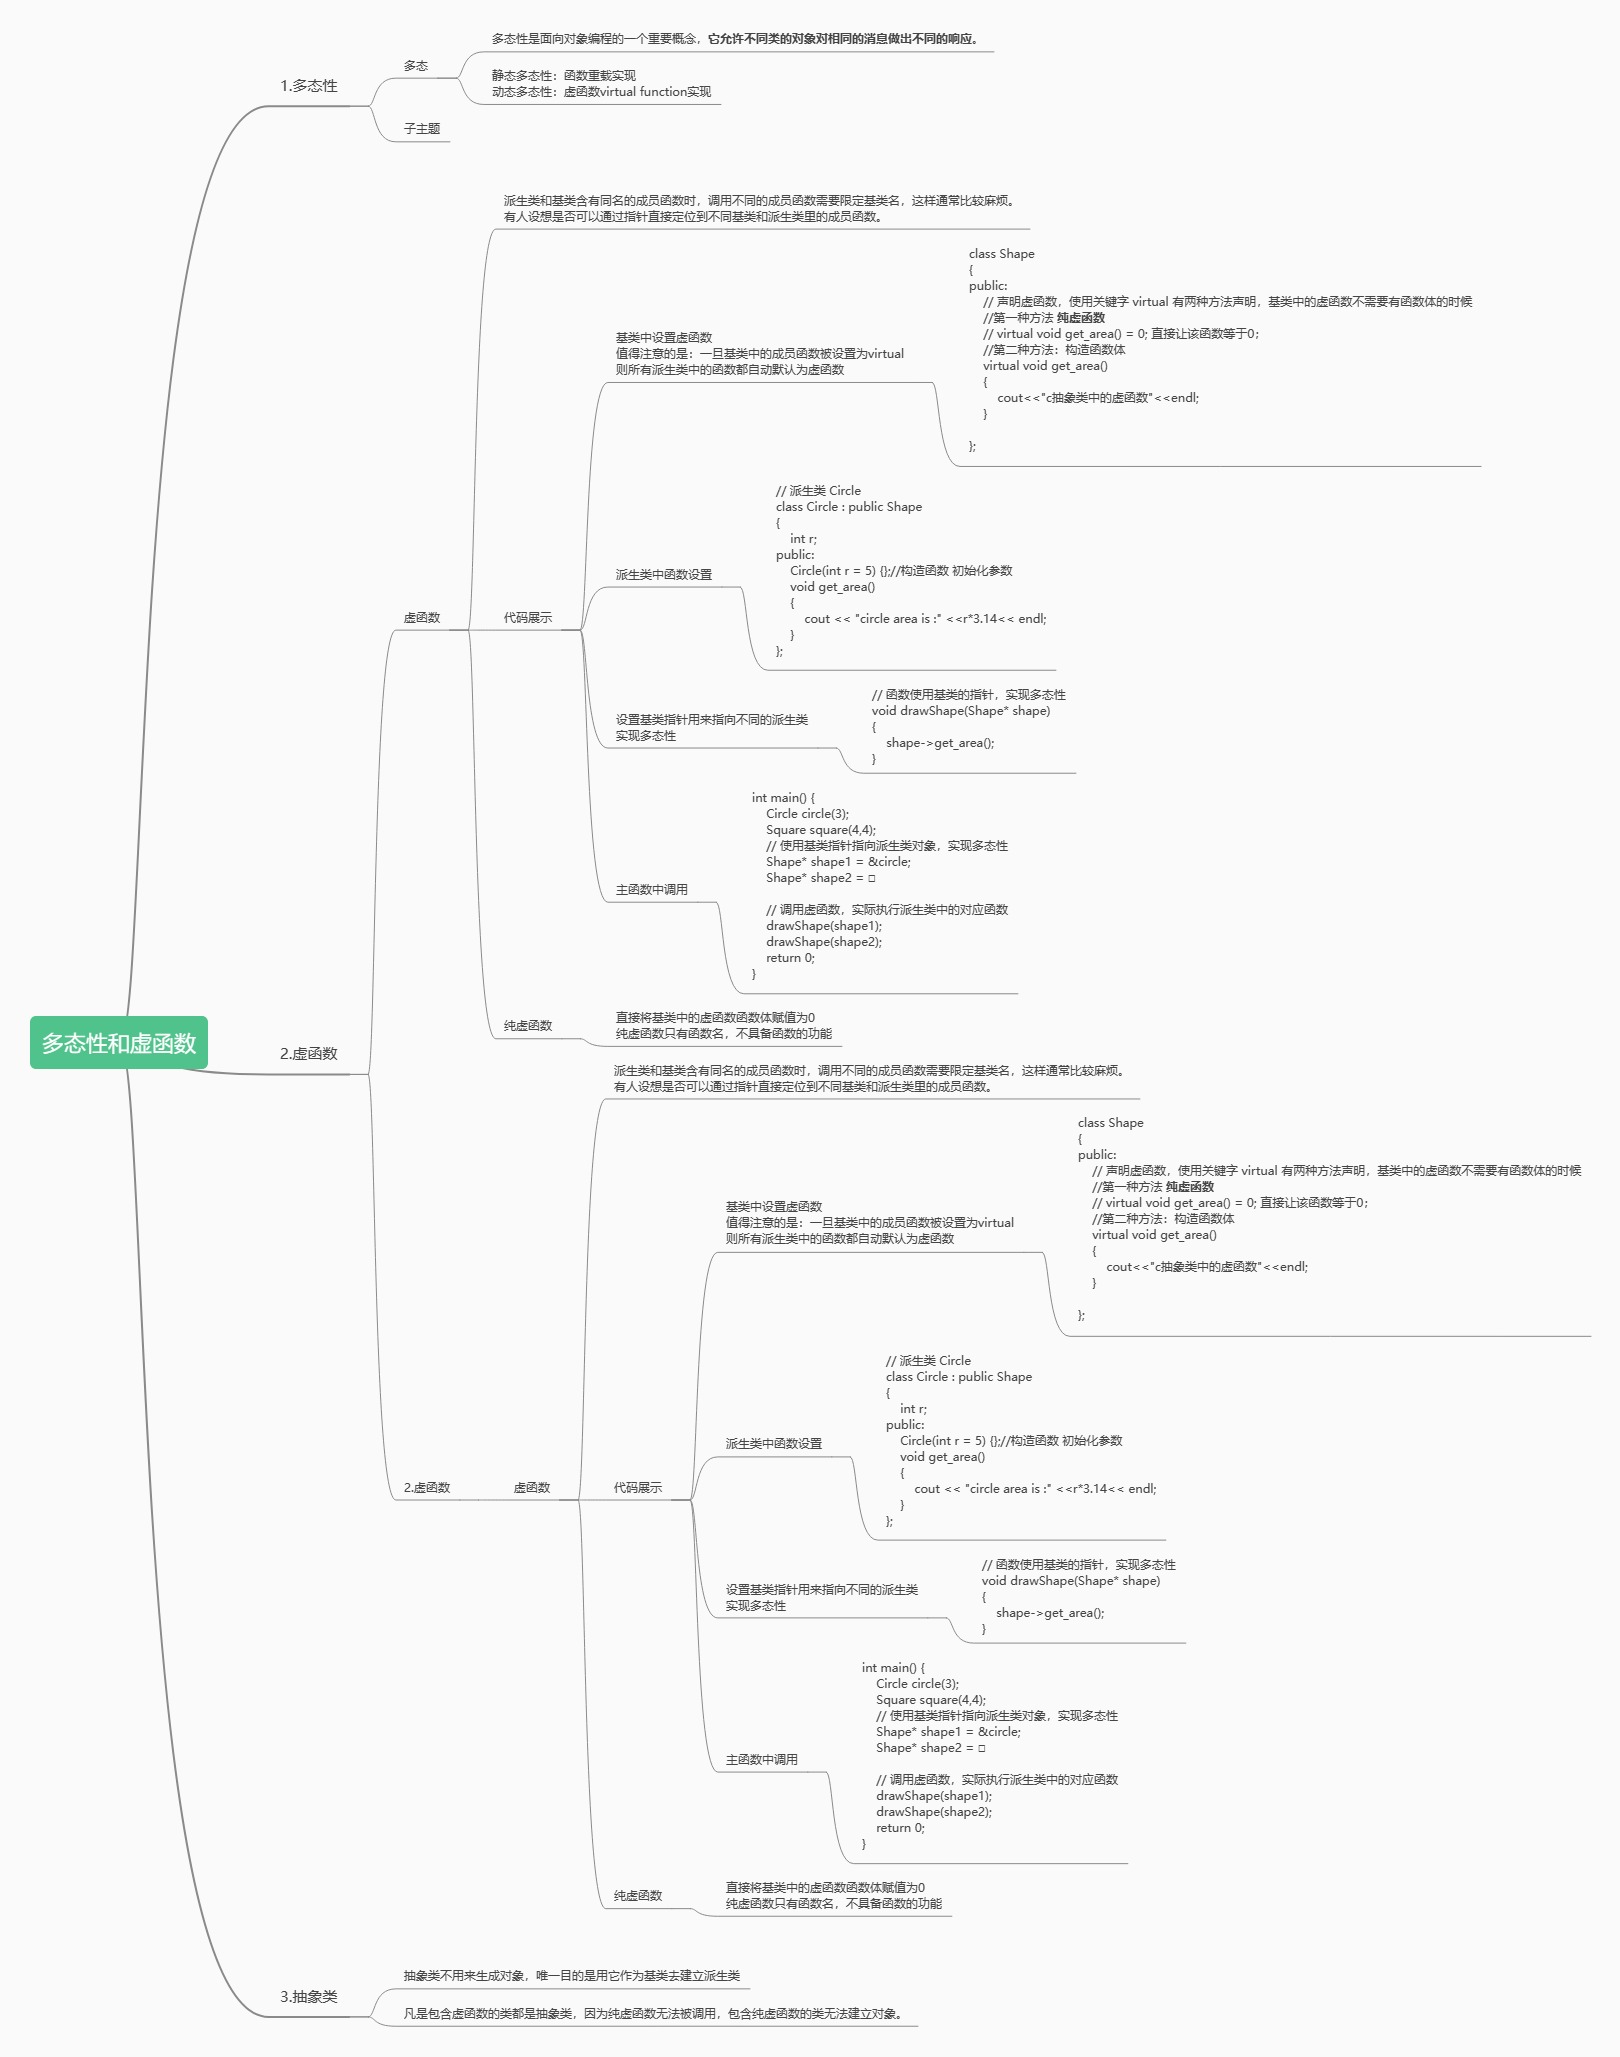 多态性和虚函数
1.多态性
多态
多态性是面向对象编程的一个重要概念，它允许不同类的对象对相同的消息做出不同的响应。
静态多态性：函数重载实现
动态多态性：虚函数virtual function实现
子主题
2.虚函数
虚函数
派生类和基类含有同名的成员函数时，调用不同的成员函数需要限定基类名，这样通常比较麻烦。
有人设想是否可以通过指针直接定位到不同基类和派生类里的成员函数。
代码展示
基类中设置虚函数
值得注意的是：一旦基类中的成员函数被设置为virtual
则所有派生类中的函数都自动默认为虚函数
class Shape
{
public:
// 声明虚函数，使用关键字 virtual 有两种方法声明，基类中的虚函数不需要有函数体的时候
//第一种方法 纯虚函数
// virtual void get_area() = 0; 直接让该函数等于0；
//第二种方法：构造函数体
virtual void get_area()
{
cout<<"c抽象类中的虚函数"<<endl;
}
};
派生类中函数设置
// 派生类 Circle
class Circle : public Shape
{
int r;
public:
Circle(int r = 5) {};//构造函数 初始化参数
void get_area()
{
cout << "circle area is :" <<r*3.14<< endl;
}
};
设置基类指针用来指向不同的派生类
实现多态性
// 函数使用基类的指针，实现多态性
void drawShape(Shape* shape)
{
shape->get_area();
}
主函数中调用
int main() {
Circle circle(3);
Square square(4,4);
// 使用基类指针指向派生类对象，实现多态性
Shape* shape1 = &circle;
Shape* shape2 = □
// 调用虚函数，实际执行派生类中的对应函数
drawShape(shape1);
drawShape(shape2);
return 0;
}
纯虚函数
直接将基类中的虚函数函数体赋值为0
纯虚函数只有函数名，不具备函数的功能
2.虚函数
虚函数
派生类和基类含有同名的成员函数时，调用不同的成员函数需要限定基类名，这样通常比较麻烦。
有人设想是否可以通过指针直接定位到不同基类和派生类里的成员函数。
代码展示
基类中设置虚函数
值得注意的是：一旦基类中的成员函数被设置为virtual
则所有派生类中的函数都自动默认为虚函数
class Shape
{
public:
// 声明虚函数，使用关键字 virtual 有两种方法声明，基类中的虚函数不需要有函数体的时候
//第一种方法 纯虚函数
// virtual void get_area() = 0; 直接让该函数等于0；
//第二种方法：构造函数体
virtual void get_area()
{
cout<<"c抽象类中的虚函数"<<endl;
}
};
派生类中函数设置
// 派生类 Circle
class Circle : public Shape
{
int r;
public:
Circle(int r = 5) {};//构造函数 初始化参数
void get_area()
{
cout << "circle area is :" <<r*3.14<< endl;
}
};
设置基类指针用来指向不同的派生类
实现多态性
// 函数使用基类的指针，实现多态性
void drawShape(Shape* shape)
{
shape->get_area();
}
主函数中调用
int main() {
Circle circle(3);
Square square(4,4);
// 使用基类指针指向派生类对象，实现多态性
Shape* shape1 = &circle;
Shape* shape2 = □
// 调用虚函数，实际执行派生类中的对应函数
drawShape(shape1);
drawShape(shape2);
return 0;
}
纯虚函数
直接将基类中的虚函数函数体赋值为0
纯虚函数只有函数名，不具备函数的功能
3.抽象类
抽象类不用来生成对象，唯一目的是用它作为基类去建立派生类
凡是包含虚函数的类都是抽象类，因为纯虚函数无法被调用，包含纯虚函数的类无法建立对象。